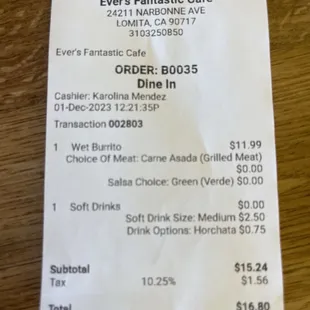 Ever's Fantastic Cafe
24211 NARBONNE AVE
LOMITA, CA 90717
3103250850
Ever's Fantastic Cafe
ORDER: B0035
Dine In
Cashier: Karolina Mendez
01-Dec-2023 12:21:35P
Transaction 002803
1 Wet Burrito $11.99
Choice Of Meat: Carne Asada (Grilled Meat)
$0.00
Salsa Choice: Green (Verde) $0.00
1 Soft Drinks $0.00
Soft Drink Size: Medium $2.50
Drink Options: Horchata $0.75
Subtotal $15.24
Tax 10.25% $1.56
Total $16.80